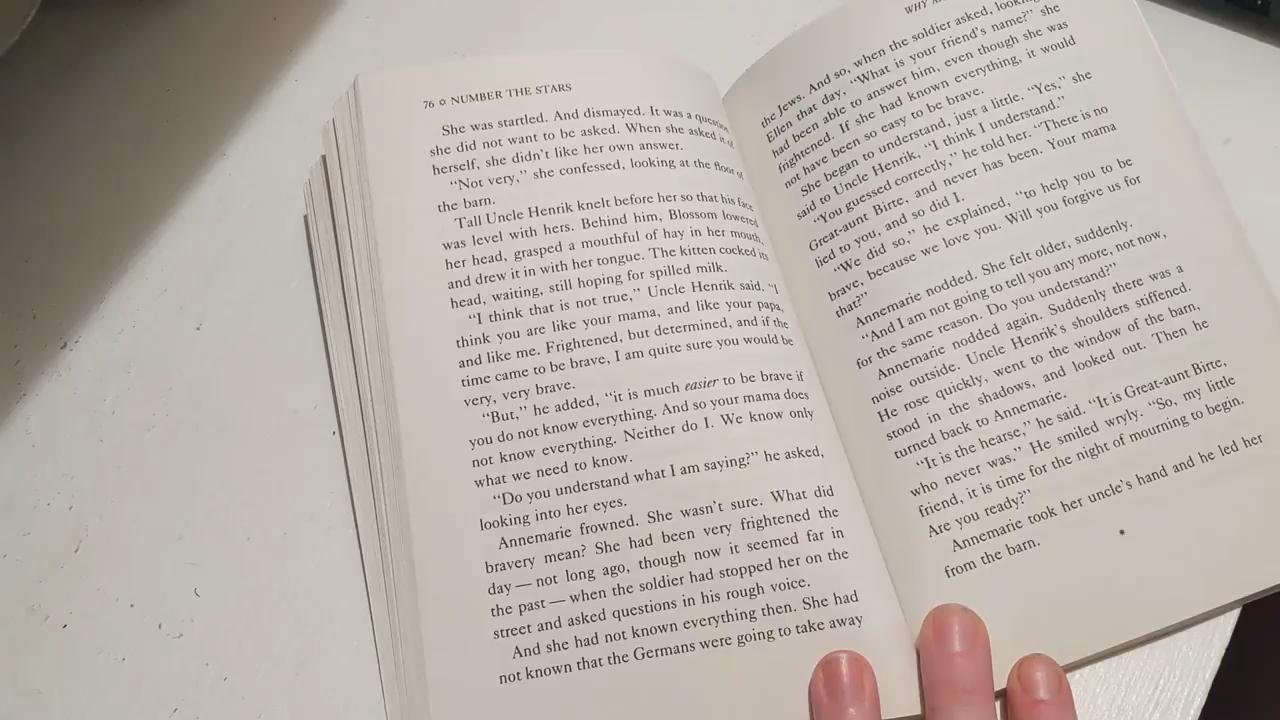 76 ✡ NUMBER THE STARS
She was startled. And dismayed. It was a question
she did not want to be asked. When she asked it of
herself, she didn't like her own answer.
"Not very," she confessed, looking at the floor of
the barn.
Tall Uncle Henrik knelt before her so that his face
was level with hers. Behind him, Blossom lowered
her head, grasped a mouthful of hay in her mouth,
and drew it in with her tongue. The kitten cocked its
head, waiting, still hoping for spilled milk.
"I think that is not true," Uncle Henrik said. "I
think you are like your mama, and like your papa,
and like me. Frightened, but determined, and if the
time came to be brave, I am quite sure you would be
very, very brave.
"But," he added, "it is much easier to be brave if
you do not know everything. And so your mama does
not know everything. Neither do I. We know only
what we need to know.
"Do you understand what I am saying?" he asked,
looking into her eyes.
Annemarie frowned. She wasn't sure. What did
bravery mean? She had been very frightened the
day — not long ago, though now it seemed far in
the past — when the soldier had stopped her on the
street and asked questions in his rough voice.
And she had not known everything then. She had
not known that the Germans were going to take away
WHY
the Jews. And so, when the soldier asked, looking
Ellen that day, "What is your friend's name?" she
had been able to answer him, even though she was
frightened. If she had known everything, it would
not have been so easy to be brave.
She began to understand, just a little. "Yes," she
said to Uncle Henrik, "I think I understand."
"You guessed correctly," he told her. "There is no
Great-aunt Birte, and never has been. Your mama
lied to you, and so did I.
"We did so," he explained, "to help you to be
brave, because we love you. Will you forgive us for
that?"
Annemarie nodded. She felt older, suddenly.
"And I am not going to tell you any more, not now,
for the same reason. Do you understand?"
Annemarie nodded again. Suddenly there was a
noise outside. Uncle Henrik's shoulders stiffened.
He rose quickly, went to the window of the barn,
stood in the shadows, and looked out. Then he
turned back to Annemarie.
"It is the hearse," he said. "It is Great-aunt Birte,
who never was." He smiled wryly. "So, my little
friend, it is time for the night of mourning to begin.
Are you ready?"
Annemarie took her uncle's hand and he led her
from the barn.